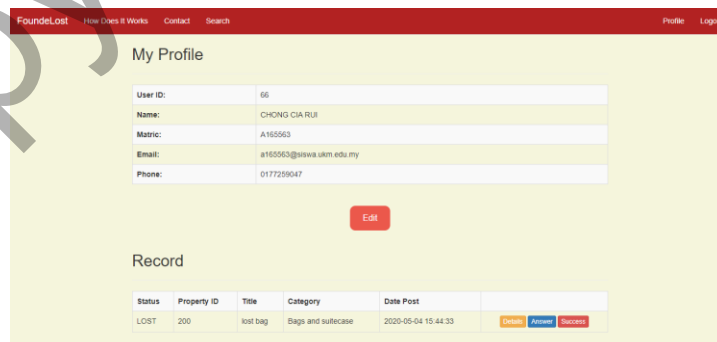 FoundeLost How Does It Works Contact Search Profile Logo
My Profile
User ID: 66
Name: CHONG CIA RUI
Matric: A165563
Email: a165563@siswa.ukm.edu.my
Phone: 0177259047
Edit
Record
Status Property ID Title Category Date Post
LOST 200 lost bag Bags and suitecase 2020-05-04 15:44:33 Details Answer Success